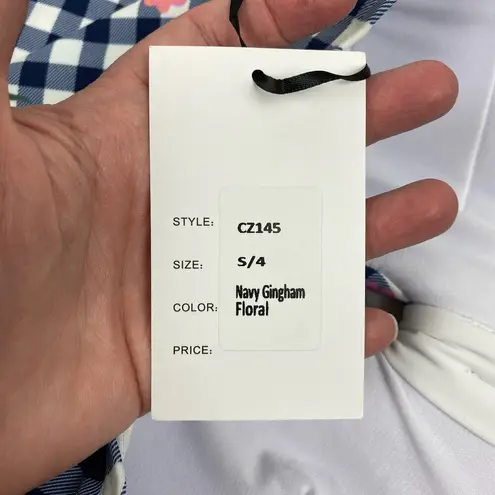 STYLE: CZ145
SIZE: S/4
COLOR: Navy Gingham
Floral
PRICE: